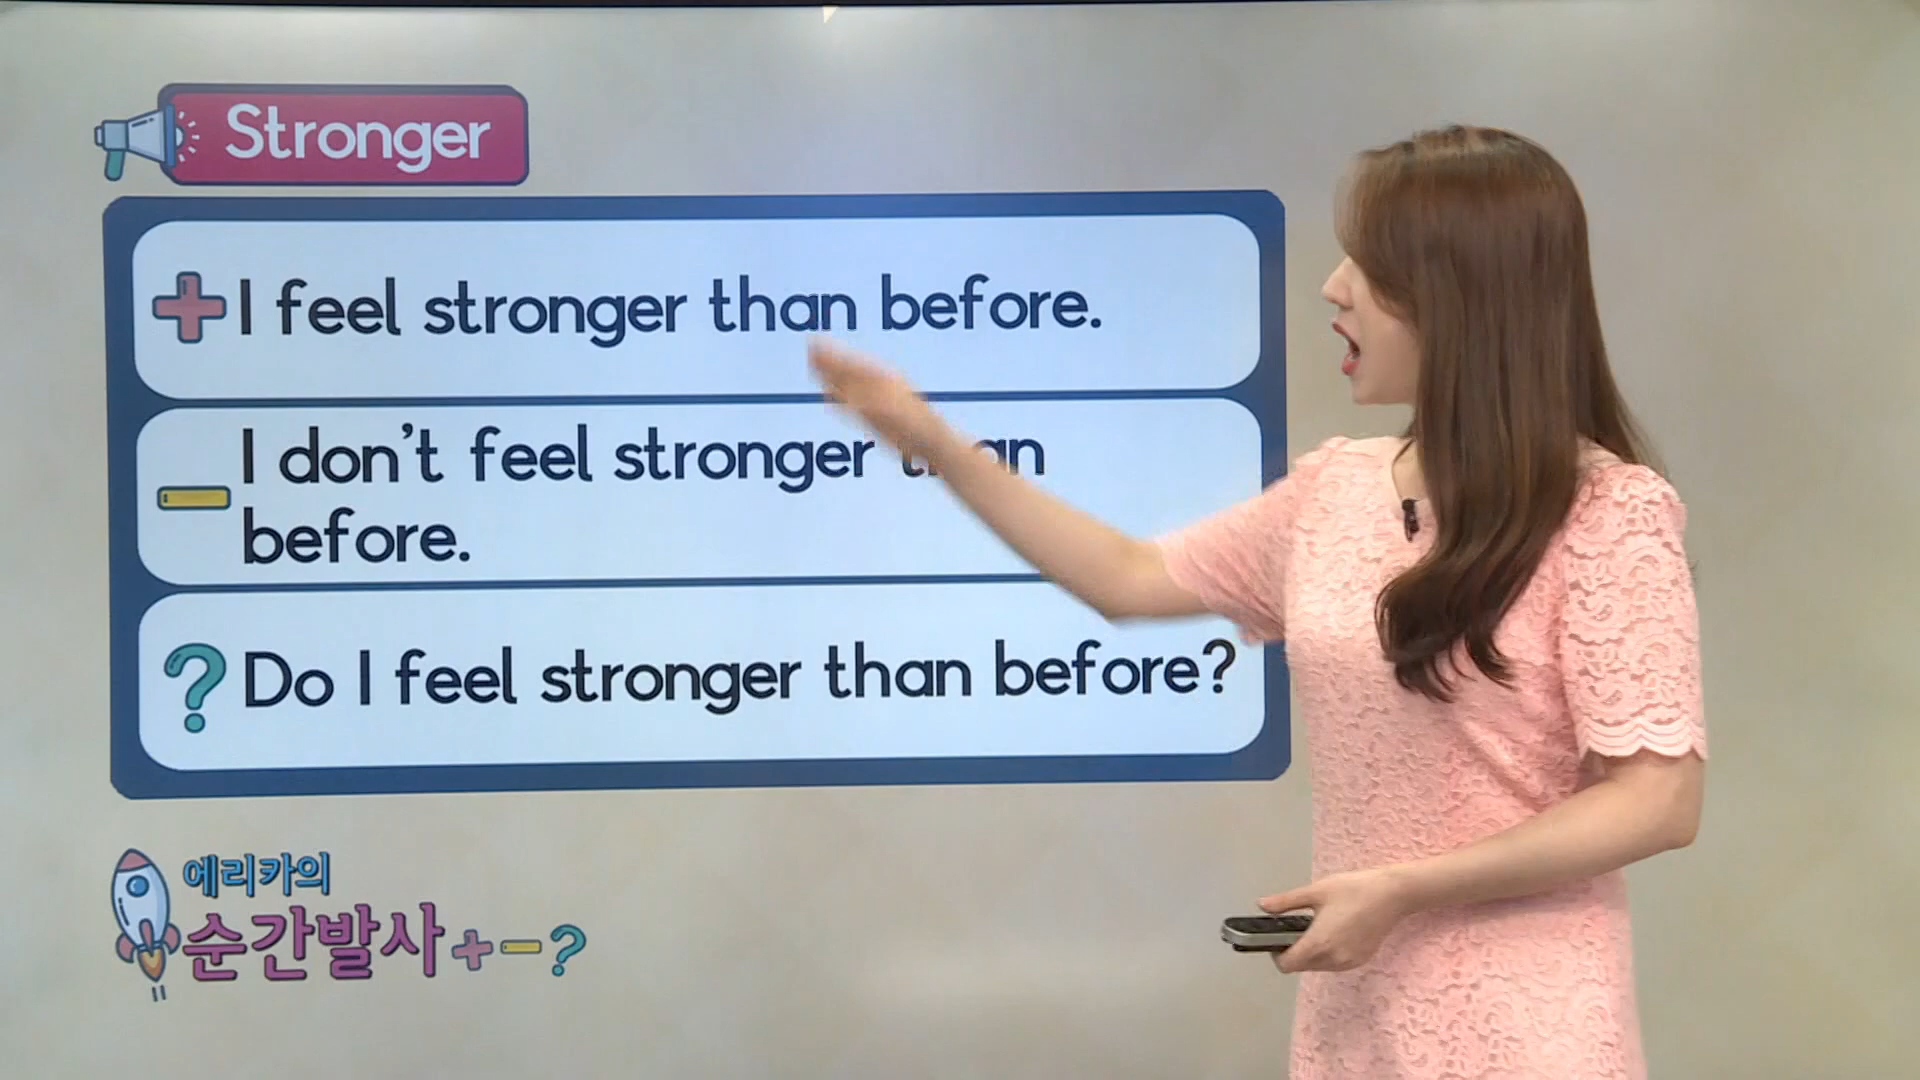 Stronger
I feel stronger than before.
I don't feel stronger than
before.
Do I feel stronger than before?
에리카의
순간발사 + - ?